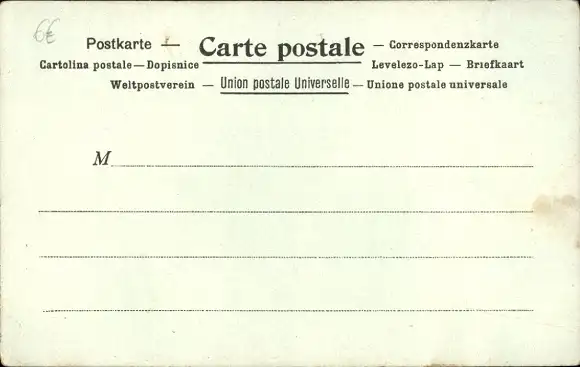 6€
Postkarte — Carte postale — Correspondenzkarte
Cartolina postale — Dopisnice Levelezo-Lap — Briefkaart
Weltpostverein — Union postale Universelle — Unione postale universale
M